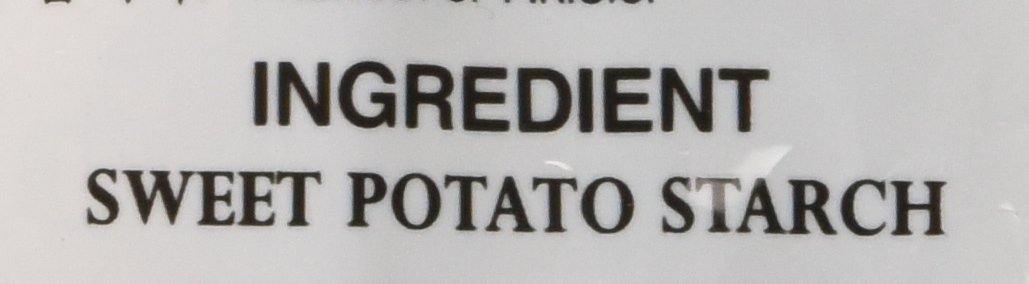 INGREDIENT
SWEET POTATO STARCH